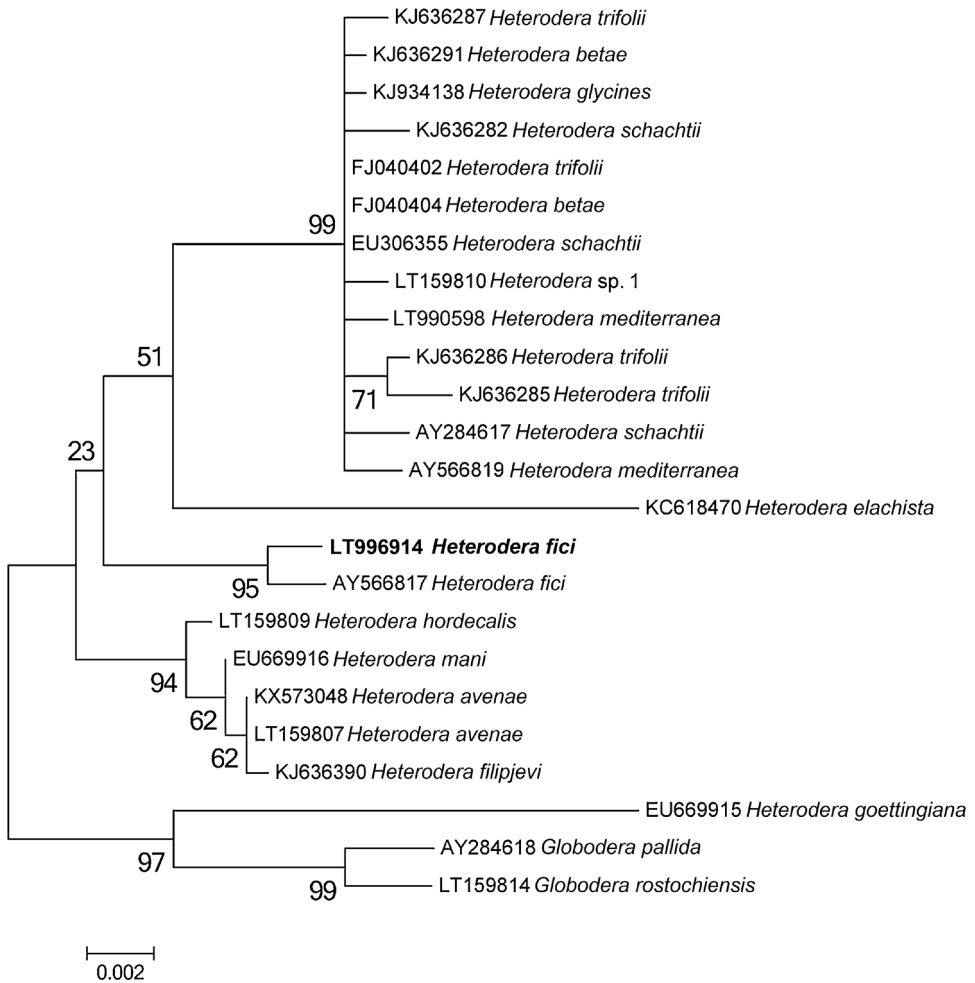 KJ636287 Heterodera trifolii
KJ636291 Heterodera betae
KJ934138 Heterodera glycines
KJ636282 Heterodera schachtii
FJ040402 Heterodera trifolii
FJ040404 Heterodera betae
99
EU306355 Heterodera schachtii
LT159810 Heterodera sp. 1
LT990598 Heterodera mediterranea
51
KJ636286 Heterodera trifolii
71
KJ636285 Heterodera trifolii
AY284617 Heterodera schachtii
23
AY566819 Heterodera mediterranea
KC618470 Heterodera elachista
LT996914 Heterodera fici
95
AY566817 Heterodera fici
LT159809 Heterodera hordecalis
EU669916 Heterodera mani
94
KX573048 Heterodera avenae
62
LT159807 Heterodera avenae
62
KJ636390 Heterodera filipjevi
EU669915 Heterodera goettingiana
97
AY284618 Globodera pallida
99
LT159814 Globodera rostochiensis
0.002